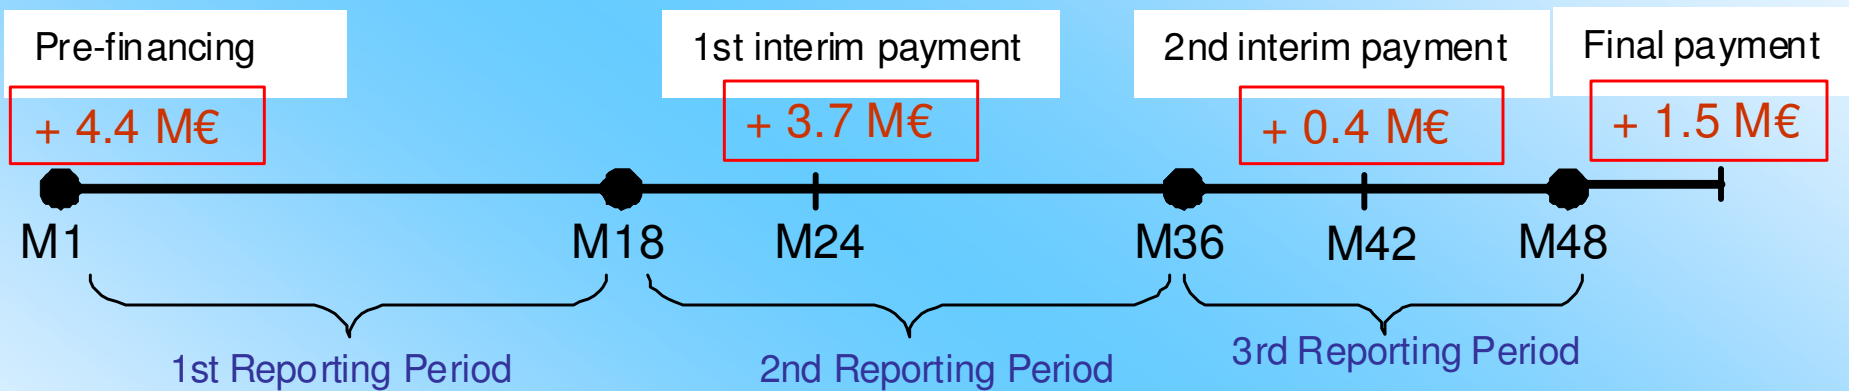 Pre-financing
1st interim payment
2nd interim payment
Final payment
+ 4.4 M€
+ 3.7 M€
+ 0.4 M€
+ 1.5 M€
M1
M18
M24
M36
M42
M48
1st Reporting Period
2nd Reporting Period
3rd Reporting Period